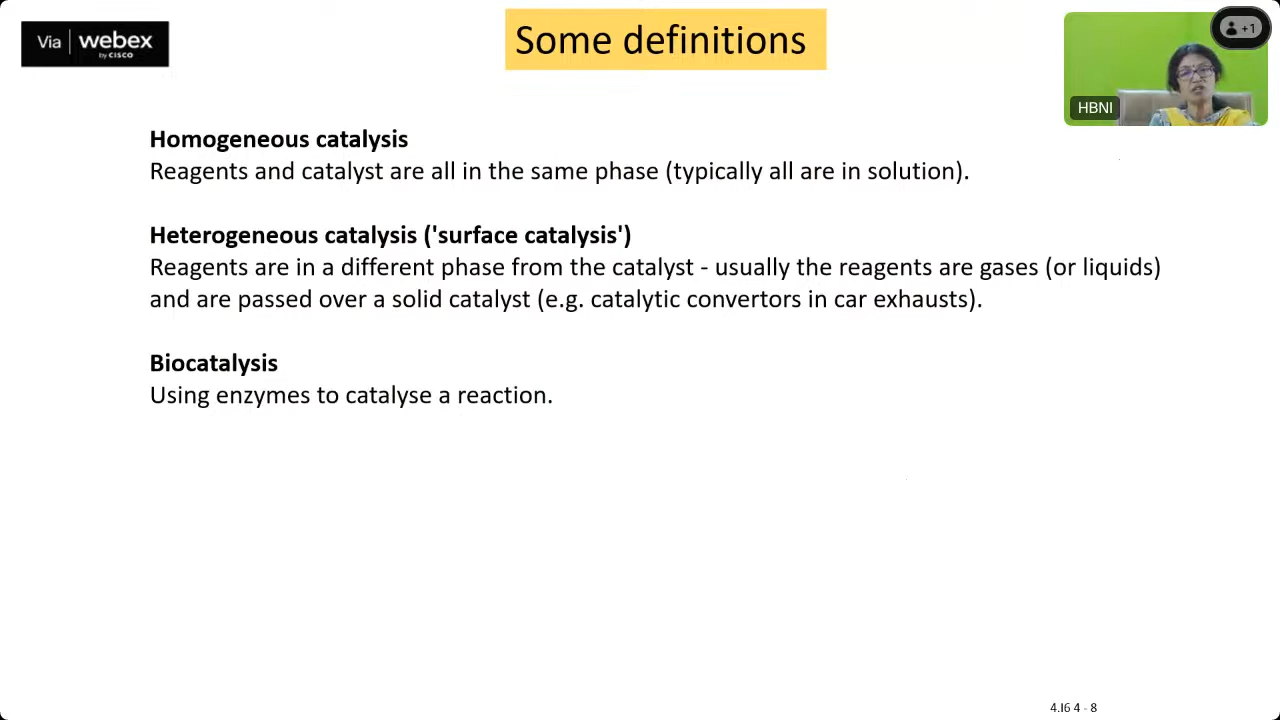 Via webex
by CISCO
Some definitions
+1
HBNI
Homogeneous catalysis
Reagents and catalyst are all in the same phase (typically all are in solution).
Heterogeneous catalysis ('surface catalysis')
Reagents are in a different phase from the catalyst - usually the reagents are gases (or liquids)
and are passed over a solid catalyst (e.g. catalytic convertors in car exhausts).
Biocatalysis
Using enzymes to catalyse a reaction.
4.I6 4 - 8